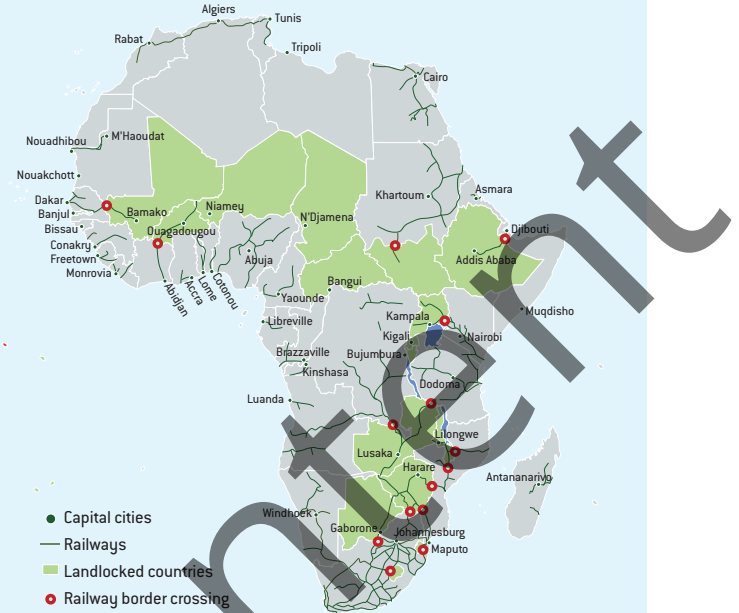 Algiers
Tunis
Rabat
Tripoli
Cairo
M'Haoudat
Nouadhibou
Nouakchott
Khartoum
Asmara
Dakar
Banjul
Bamako
Niamey
N'Djamena
Bissau
Ouagadougou
Djibouti
Conakry
Freetown
Abuja
Addis Ababa
Monrovia
Abidjan
Accra
Lome
Cotonou
Bangui
Yaounde
Kampala
Muqdisho
Libreville
Kigali
Nairobi
Brazzaville
Bujumbura
Kinshasa
Dodoma
Luanda
Lilongwe
Lusaka
Harare
Antananarivo
Windhoek
Gaborone
Johannesburg
Maputo
Capital cities
Railways
Landlocked countries
Railway border crossing